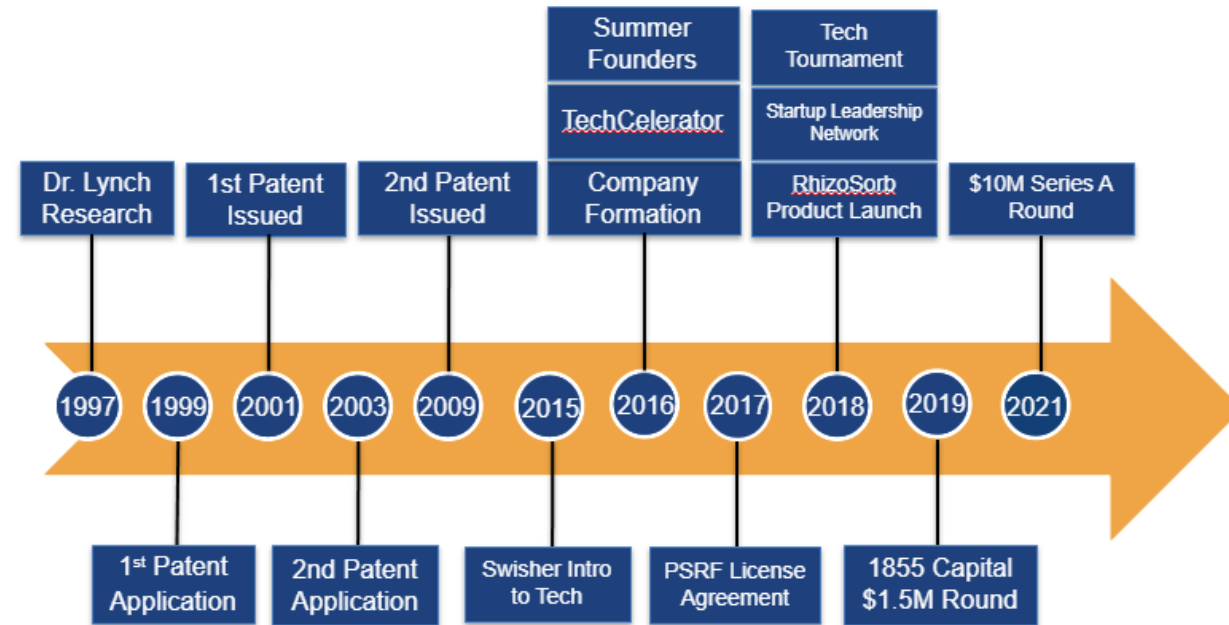 Summer
Founders
Tech
Tournament
TechCelerator
Startup Leadership
Network
Dr. Lynch
Research
1st Patent
Issued
2nd Patent
Issued
Company
Formation
RhizoSorb
Product Launch
$10M Series A
Round
1997
1999
2001
2003
2009
2015
2016
2017
2018
2019
2021
1st Patent
Application
2nd Patent
Application
Swisher Intro
to Tech
PSRF License
Agreement
1855 Capital
$1.5M Round